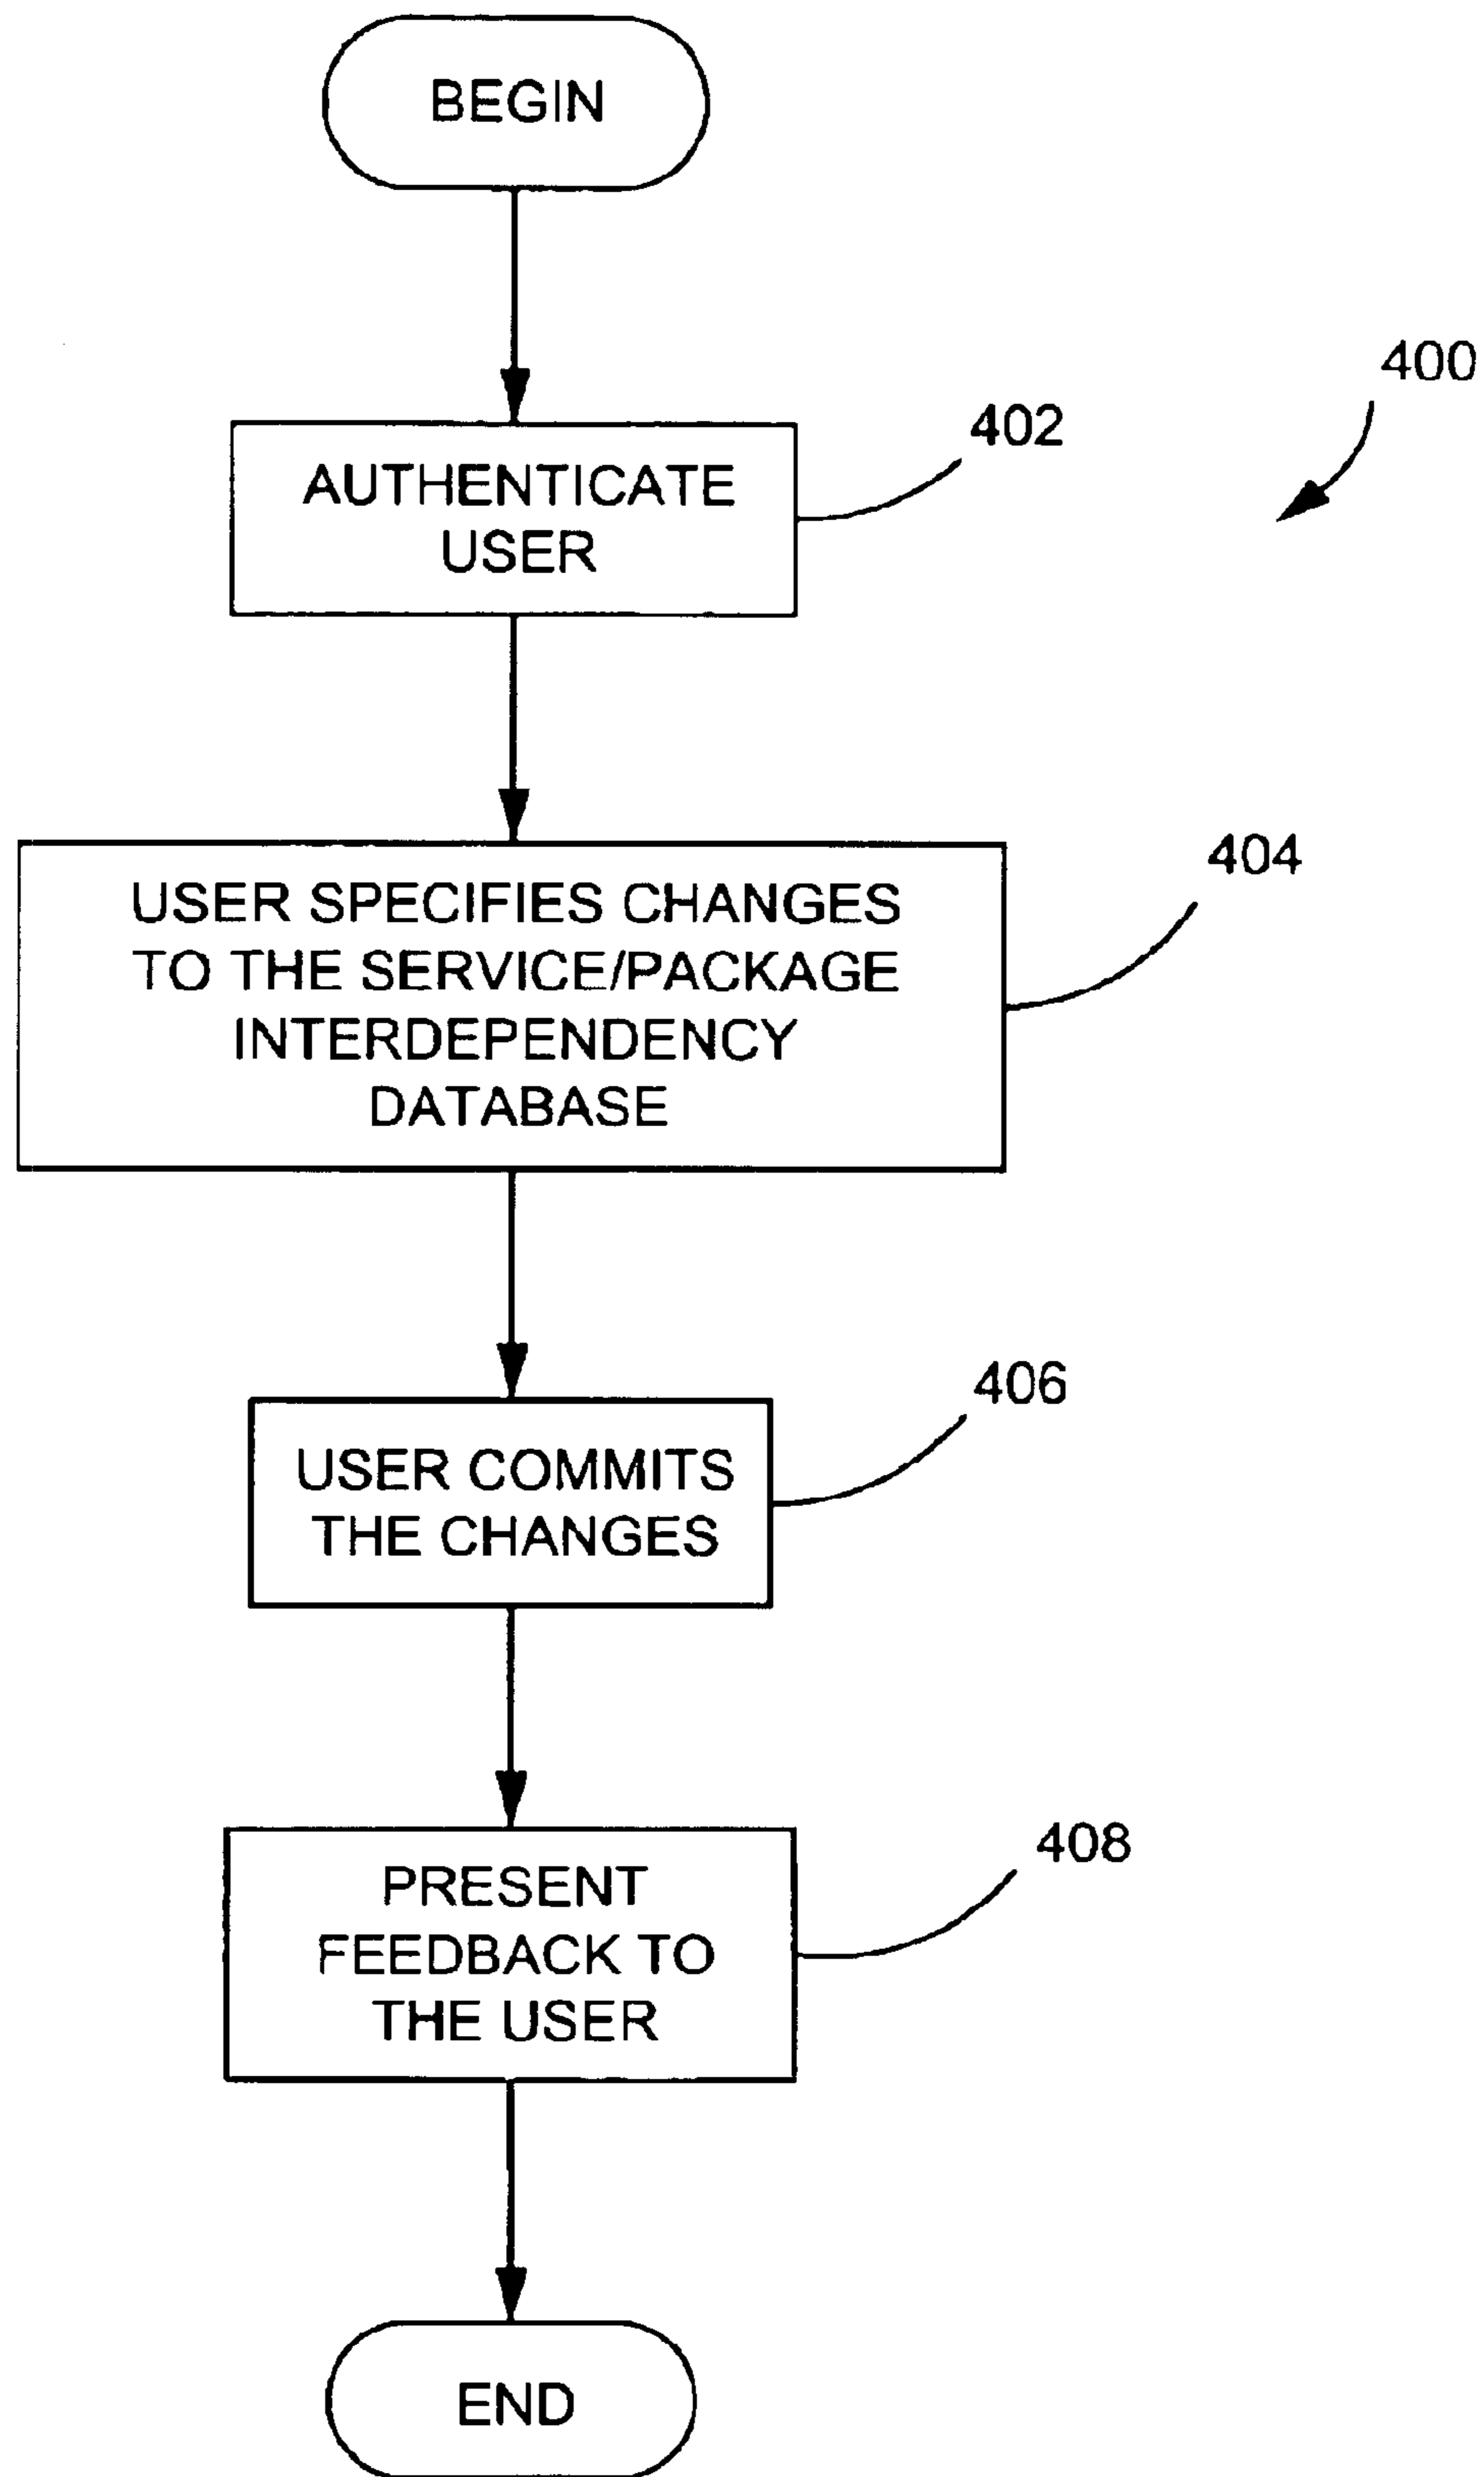 BEGIN
400
402
AUTHENTICATE
USER
404
USER SPECIFIES CHANGES
TO THE SERVICE/PACKAGE
INTERDEPENDENCY
DATABASE
406
USER COMMITS
THE CHANGES
408
PRESENT
FEEDBACK TO
THE USER
END